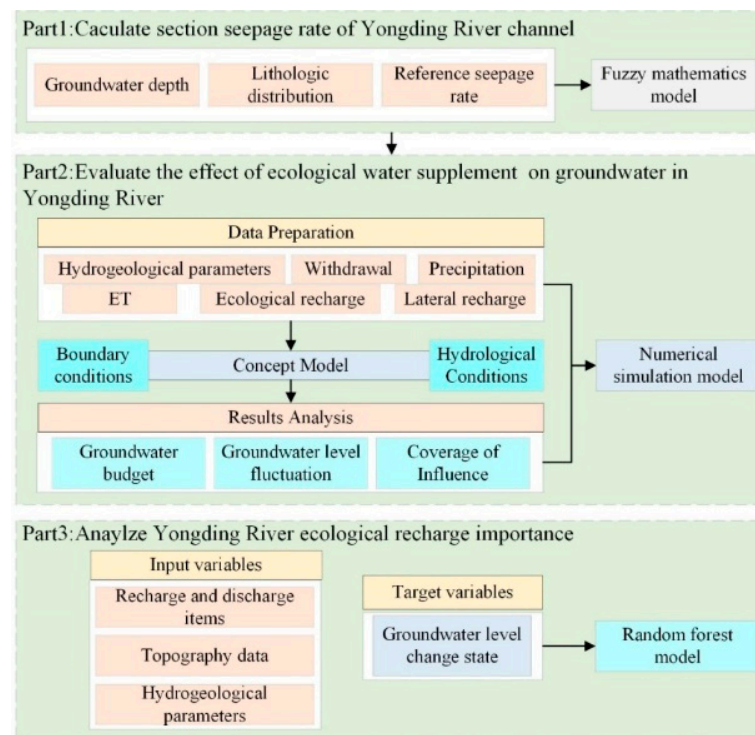 Part1:Caculate section seepage rate of Yongding River channel
Groundwater depth
Lithologic
distribution
Reference seepage
rate
Fuzzy mathematics
model
Part2:Evaluate the effect of ecological water supplement on groundwater in
Yongding River
Data Preparation
Hydrogeological parameters
Withdrawal
Precipitation
ET
Ecological recharge
Lateral recharge
Boundary
conditions
Concept Model
Hydrological
Conditions
Numerical
simulation model
Results Analysis
Groundwater
budget
Groundwater level
fluctuation
Coverage of
Influence
Part3:Anaylze Yongding River ecological recharge importance
Input variables
Recharge and discharge
items
Topography data
Hydrogeological
parameters
Target variables
Groundwater level
change state
Random forest
model